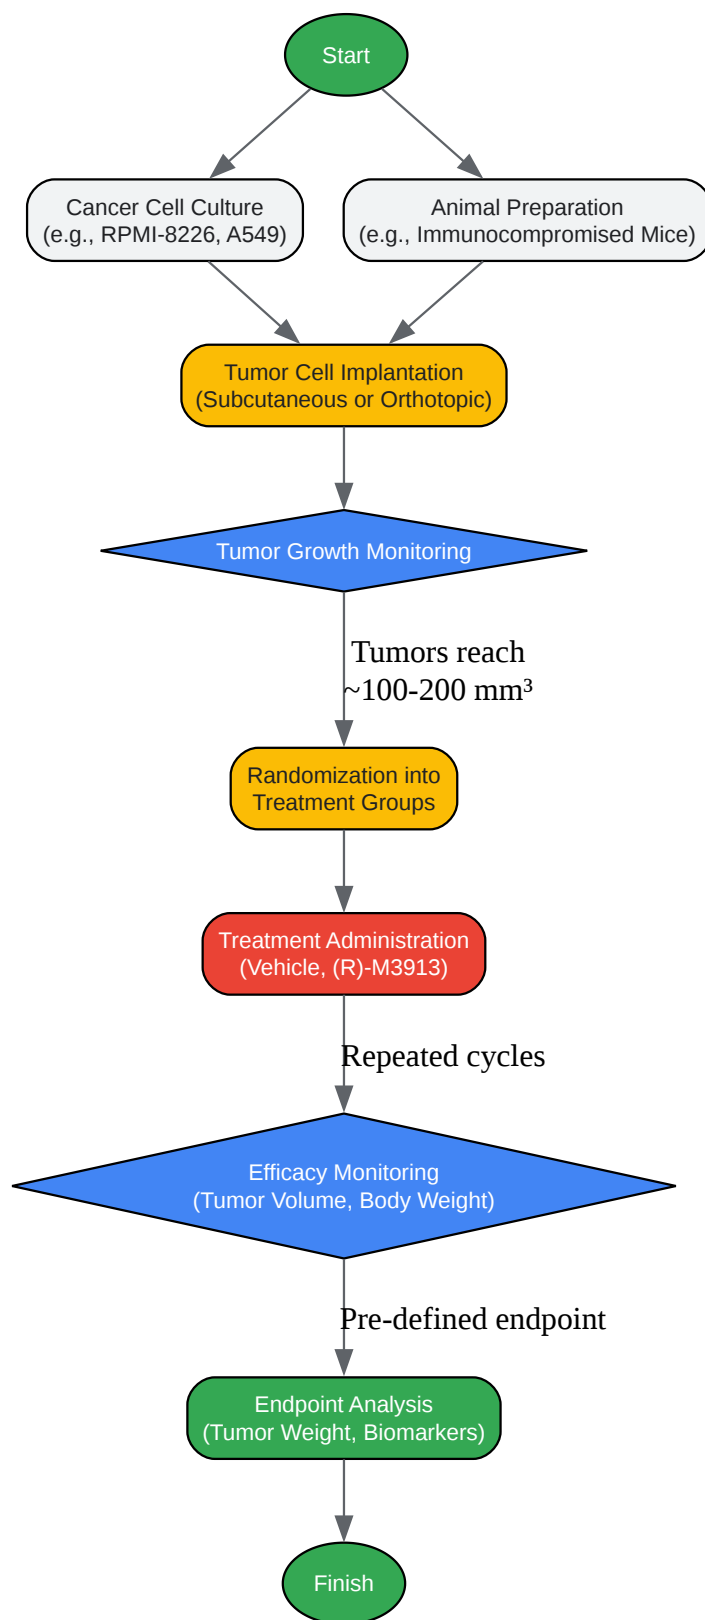 Start
Cancer Cell Culture
(e.g., RPMI-8226, A549)
Animal Preparation
(e.g., Immunocompromised Mice)
Tumor Cell Implantation
(Subcutaneous or Orthotopic)
Tumor Growth Monitoring
Tumors reach
~100-200 mm³
Randomization into
Treatment Groups
Treatment Administration
(Vehicle, (R)-M3913)
Repeated cycles
Efficacy Monitoring
(Tumor Volume, Body Weight)
Pre-defined endpoint
Endpoint Analysis
(Tumor Weight, Biomarkers)
Finish